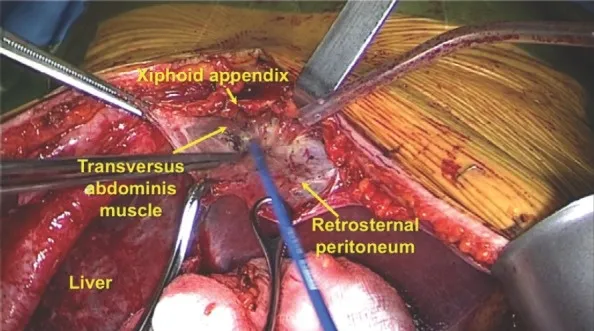 Xiphoid appendix
Transversus
abdominis
muscle
Retrosternal
peritoneum
Liver